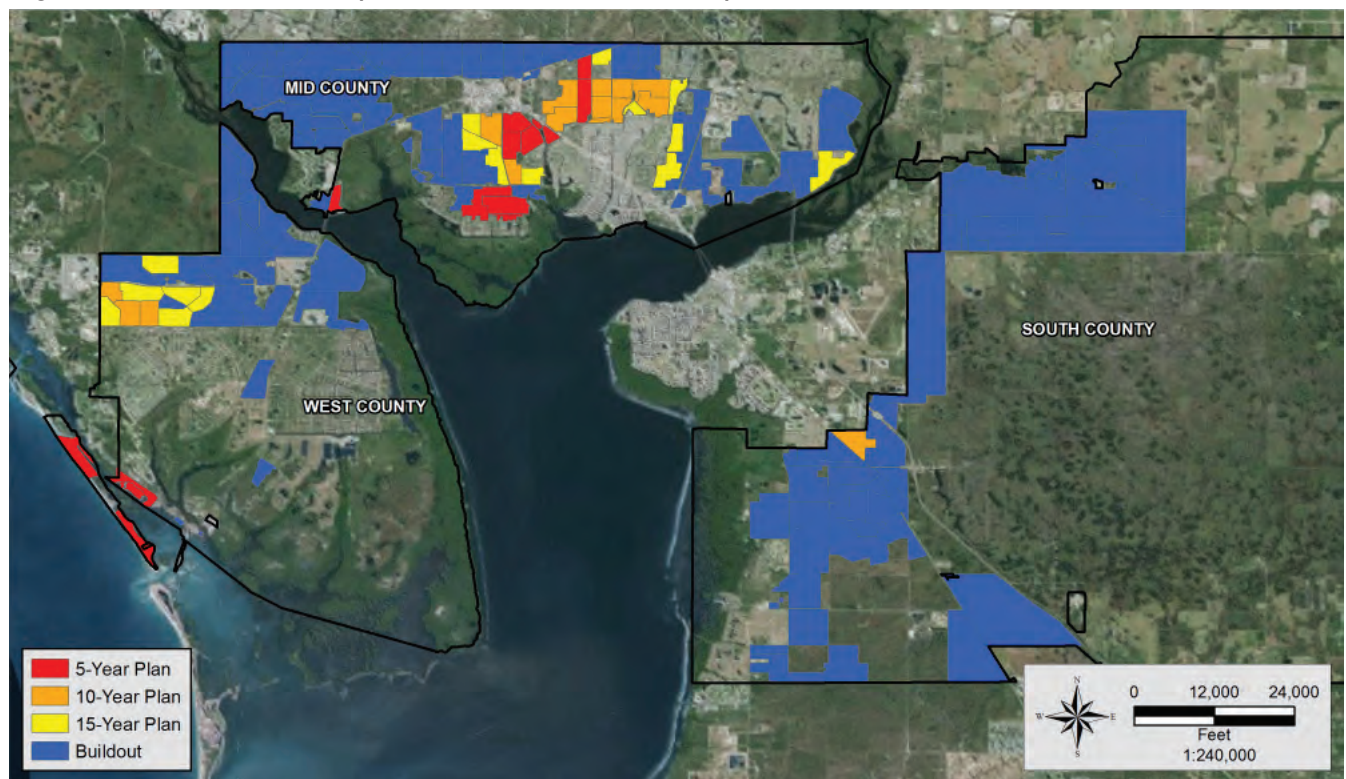 MID COUNTY
SOUTH COUNTY
WEST COUNTY
5-Year Plan
10-Year Plan
15-Year Plan
Buildout
N
W
E
S
0 12,000 24,000
Feet
1:240,000